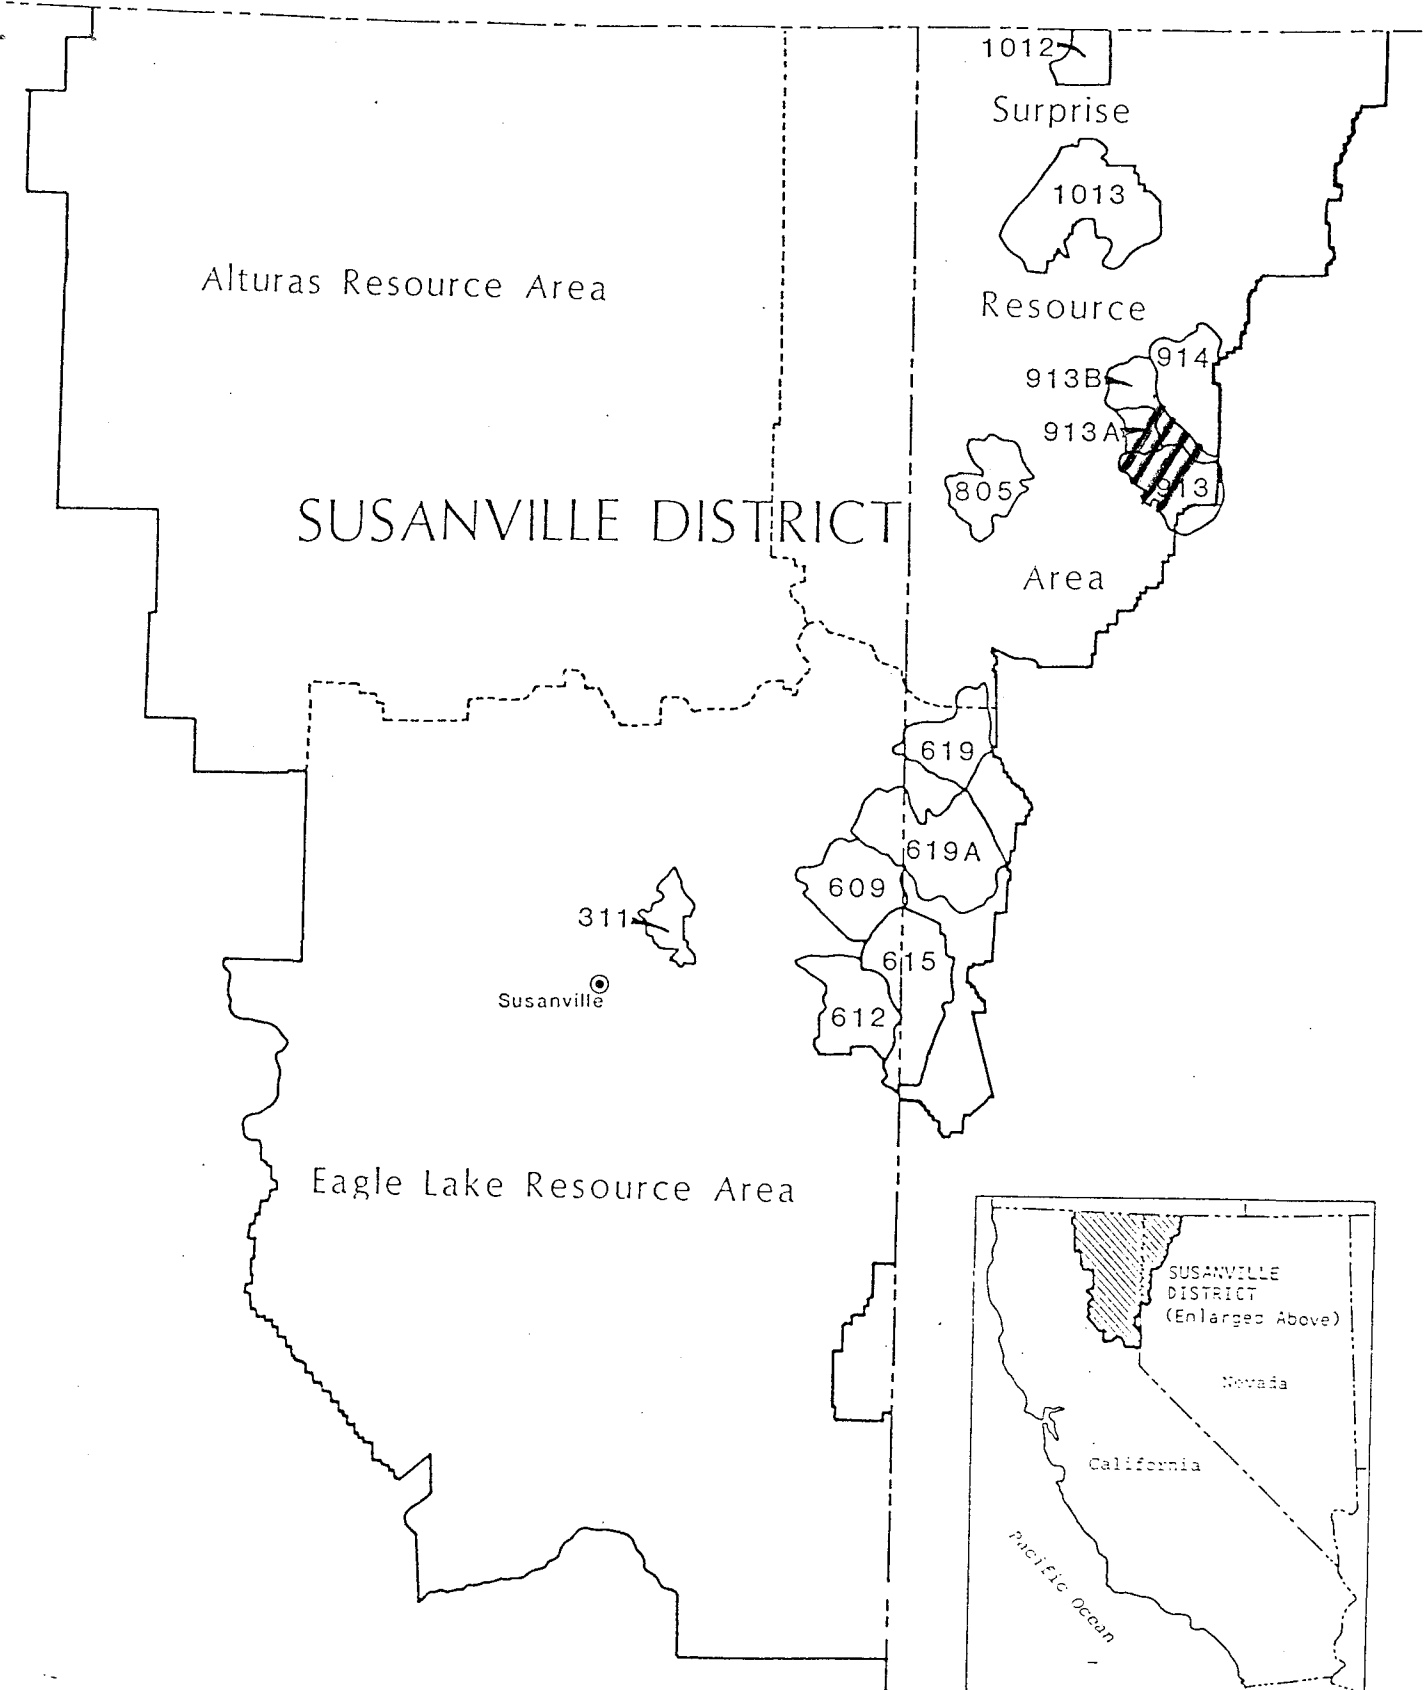 1012
Surprise
1013
Alturas Resource Area
Resource
914
913B
913A
805
913
SUSANVILLE DISTRICT
Area
619
619A
609
311
615
Susanville
612
Eagle Lake Resource Area
SUSANVILLE
DISTRICT
(Enlarged Above)
Nevada
California
Pacific Ocean